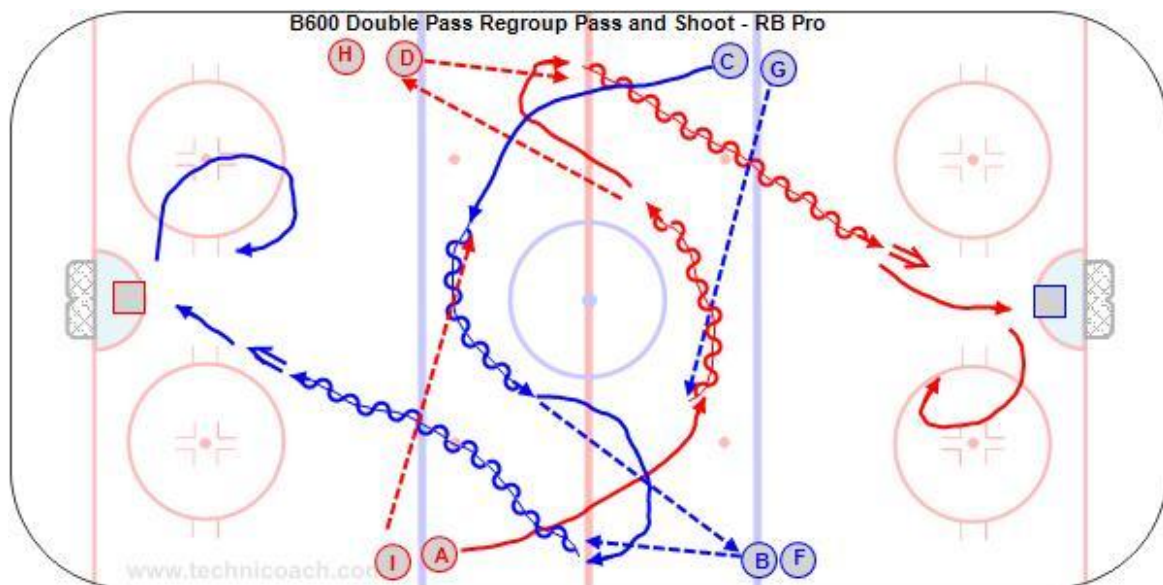 B600 Double Pass Regroup Pass and Shoot - RB Pro
H
D
C
G
I
A
B
F
www.technicoach.co